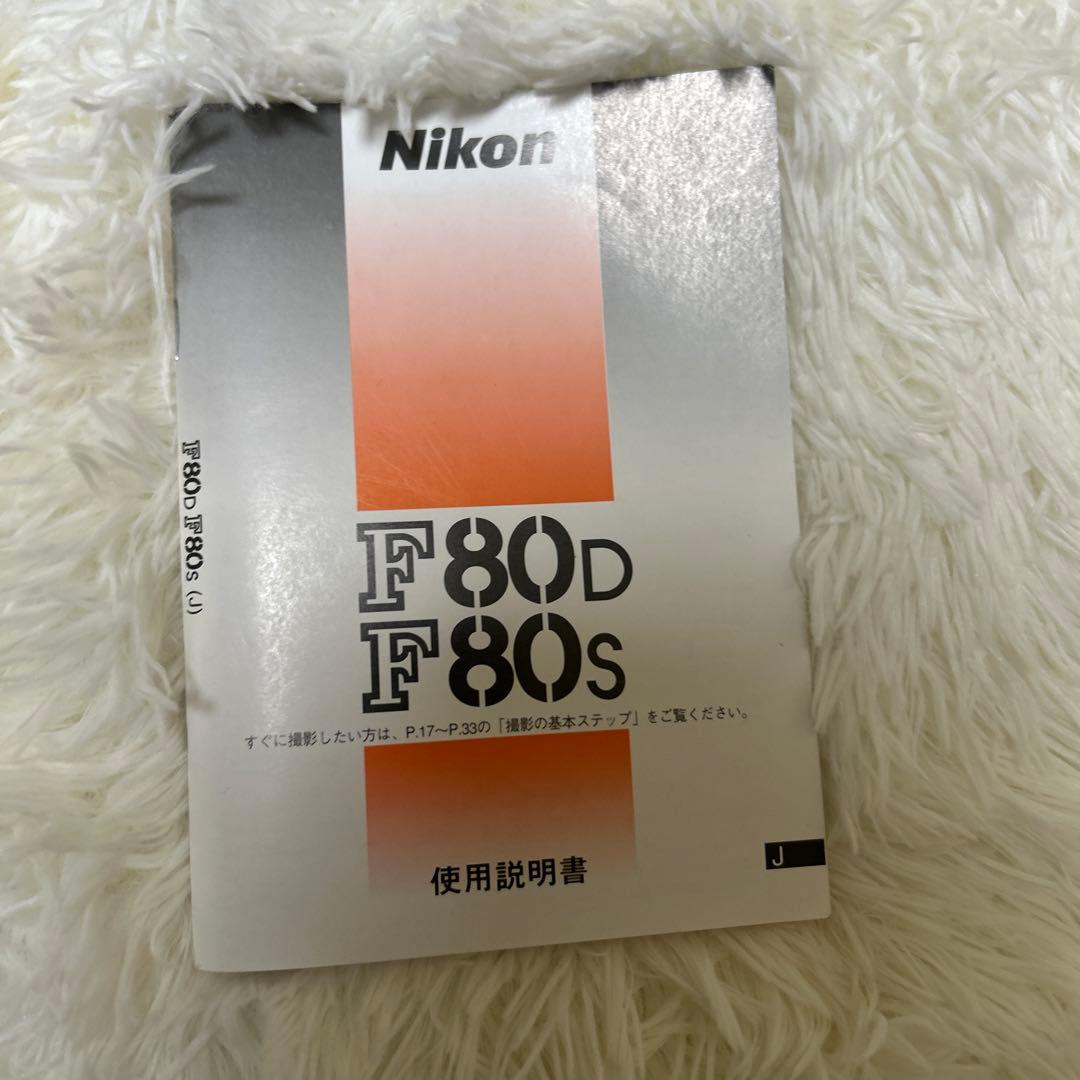 Nikon
F80D
F80S
すぐに撮影したい方は、P.17〜P.33の「撮影の基本ステップ」をご覧ください。
使用説明書
J
F80D F80S (J)